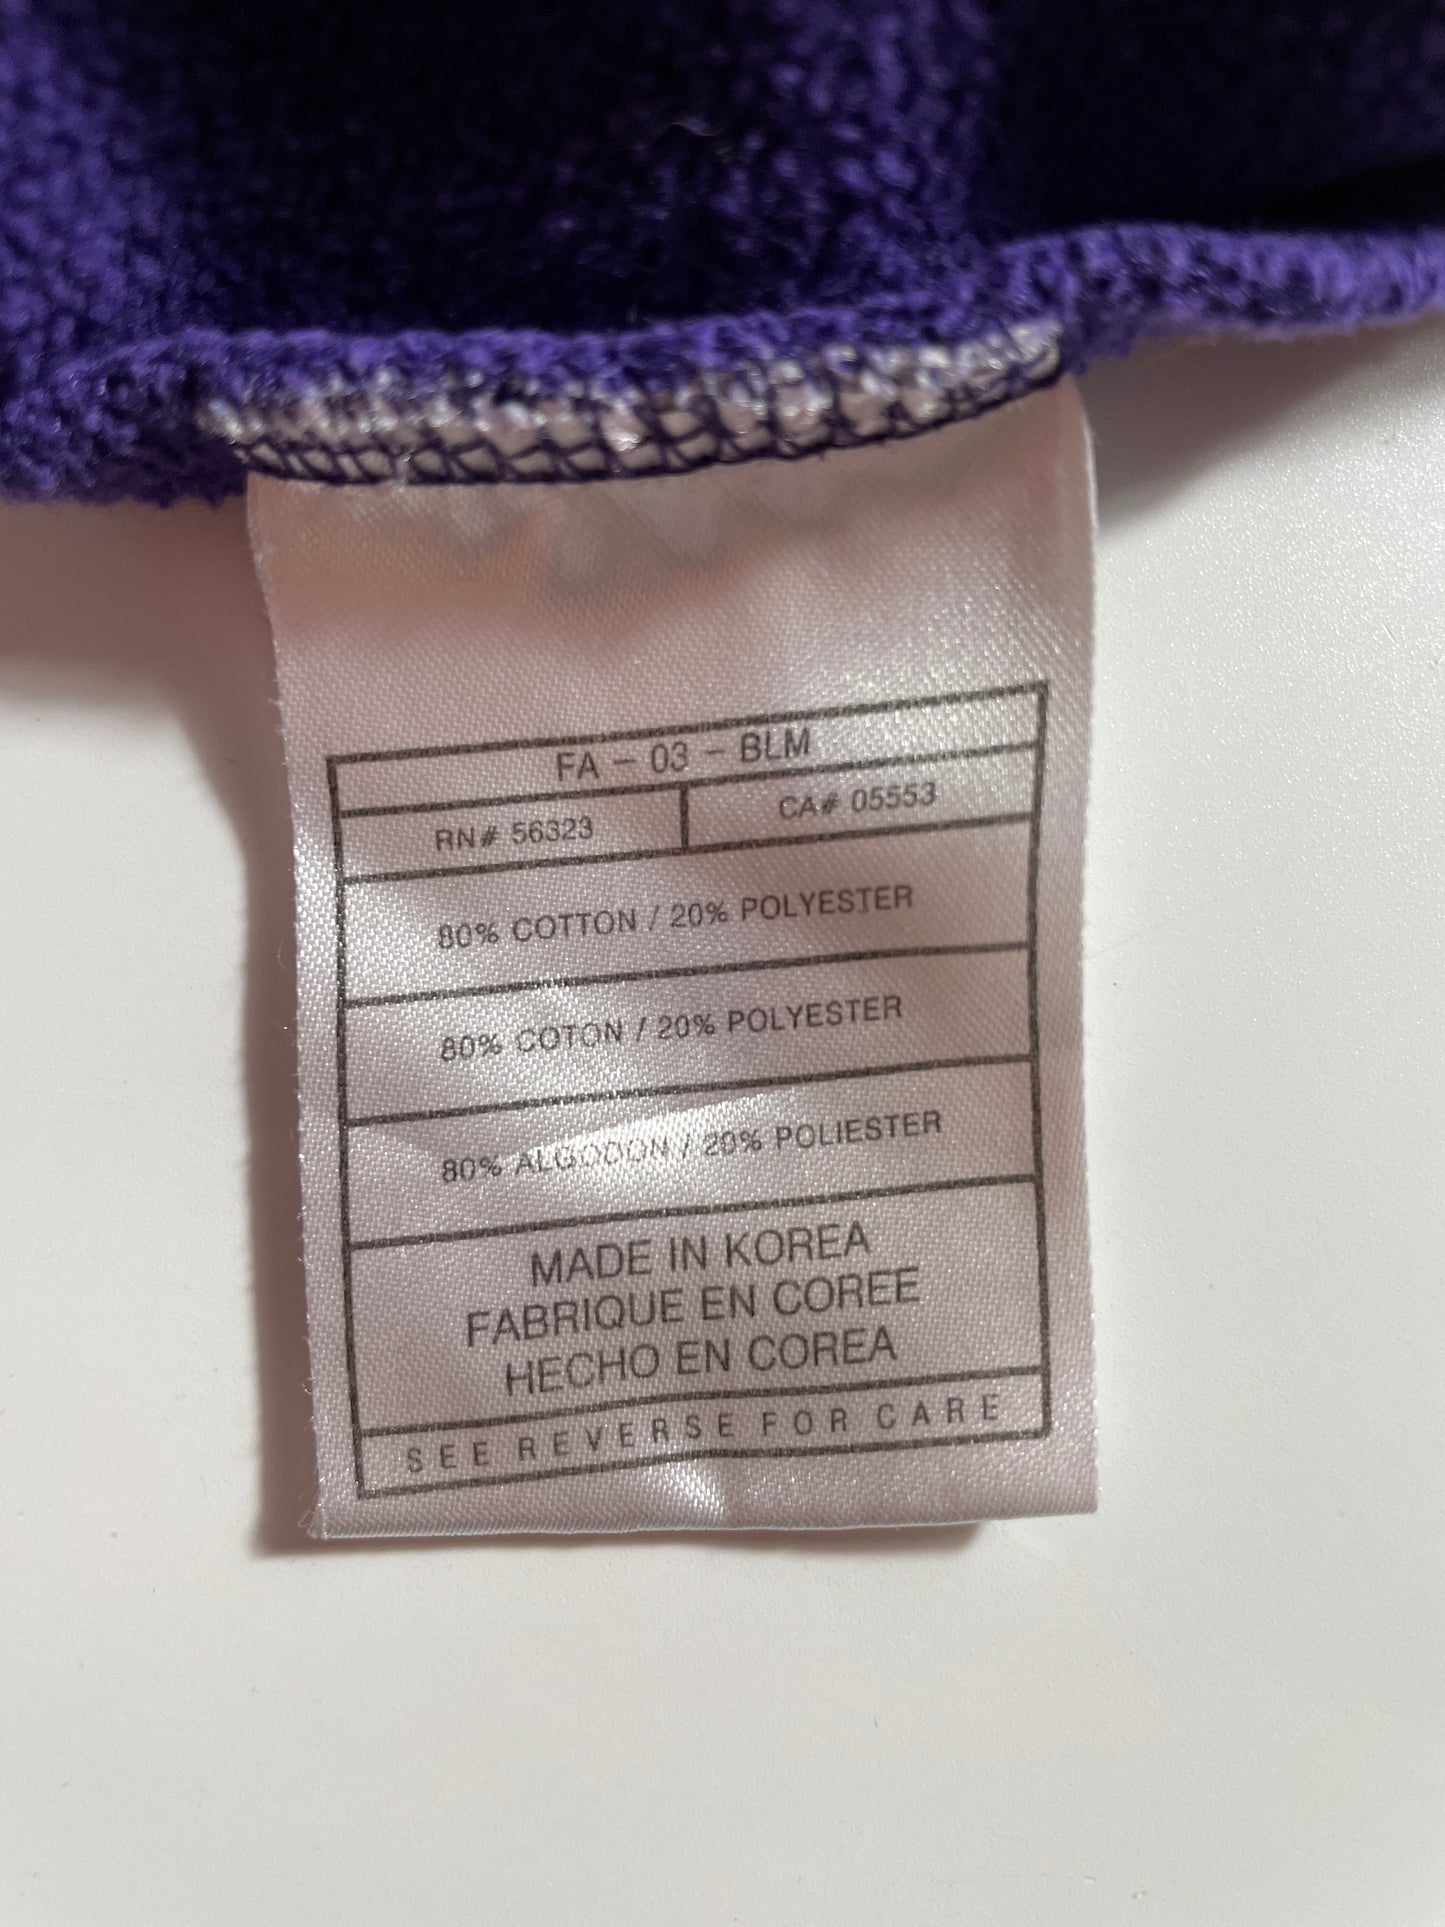 FA - 03 - BLM
RN# 56323 CA# 05553
80% COTTON / 20% POLYESTER
80% COTON / 20% POLYESTER
80% ALGODON / 20% POLIESTER
MADE IN KOREA
FABRIQUE EN COREE
HECHO EN COREA
SEE REVERSE FOR CARE